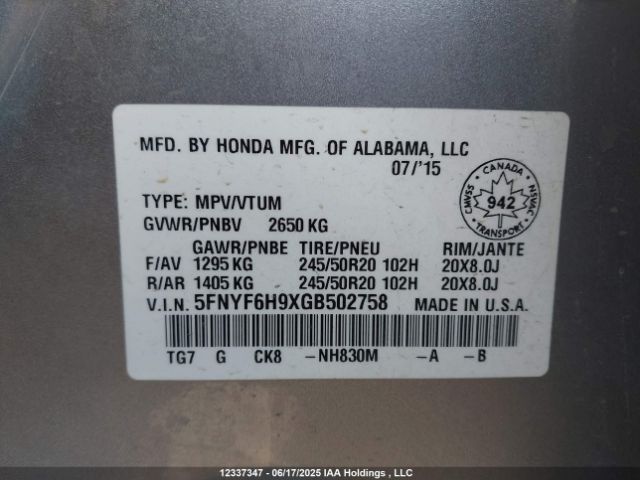 MFD. BY HONDA MFG. OF ALABAMA, LLC
07/'15
TYPE: MPV/VTUM
GVWR/PNBV 2650 KG
CANADA
CMVSS 942 NSVAC
TRANSPORT
GAWR/PNBE TIRE/PNEU RIM/JANTE
F/AV 1295 KG 245/50R20 102H 20X8.0J
R/AR 1405 KG 245/50R20 102H 20X8.0J
V.I.N. 5FNYF6H9XGB502758 MADE IN U.S.A.
TG7 G CK8 -NH830M -A -B
12337347 - 06/17/2025 IAA Holdings , LLC